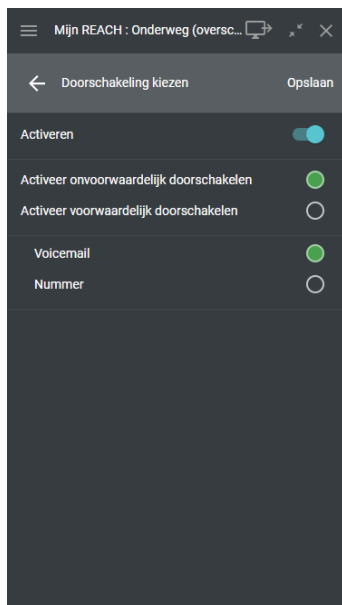 Mijn REACH : Onderweg (oversc...
Doorschakeling kiezen Opslaan
Activeren
Activeer onvoorwaardelijk doorschakelen
Activeer voorwaardelijk doorschakelen
Voicemail
Nummer